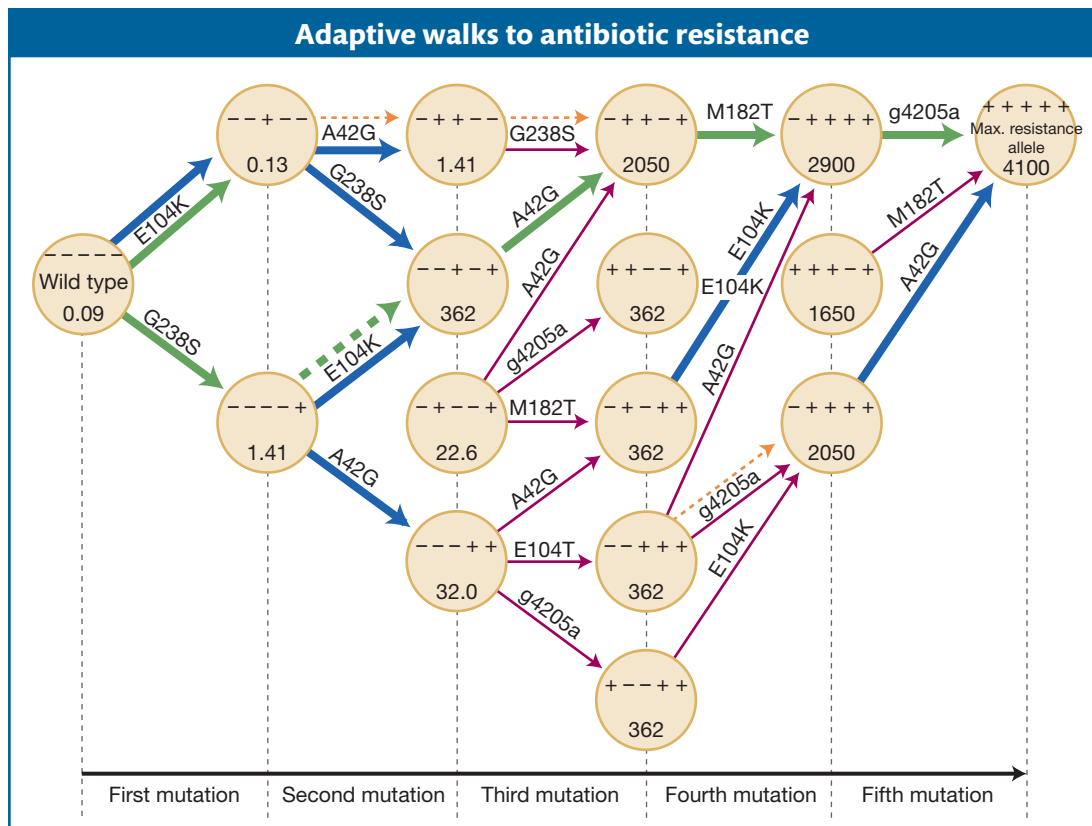 Adaptive walks to antibiotic resistance
– – + – –
0.13
A42G
– + + – –
1.41
G238S
– + + – +
2050
M182T
– + + + +
2900
g4205a
+ + + + +
Max. resistance
allele
4100
E104K
G238S
A42G
M182T
– – – – –
Wild type
0.09
– – + – +
362
A42G
+ + – – +
362
E104K
E104K
+ + + – +
1650
A42G
G238S
E104K
g4205a
A42G
– – – – +
1.41
– + – – +
22.6
M182T
– + – + +
362
– + + + +
2050
A42G
A42G
g4205a
– – – + +
32.0
E104T
– – + + +
362
E104K
g4205a
+ – – + +
362
First mutation
Second mutation
Third mutation
Fourth mutation
Fifth mutation